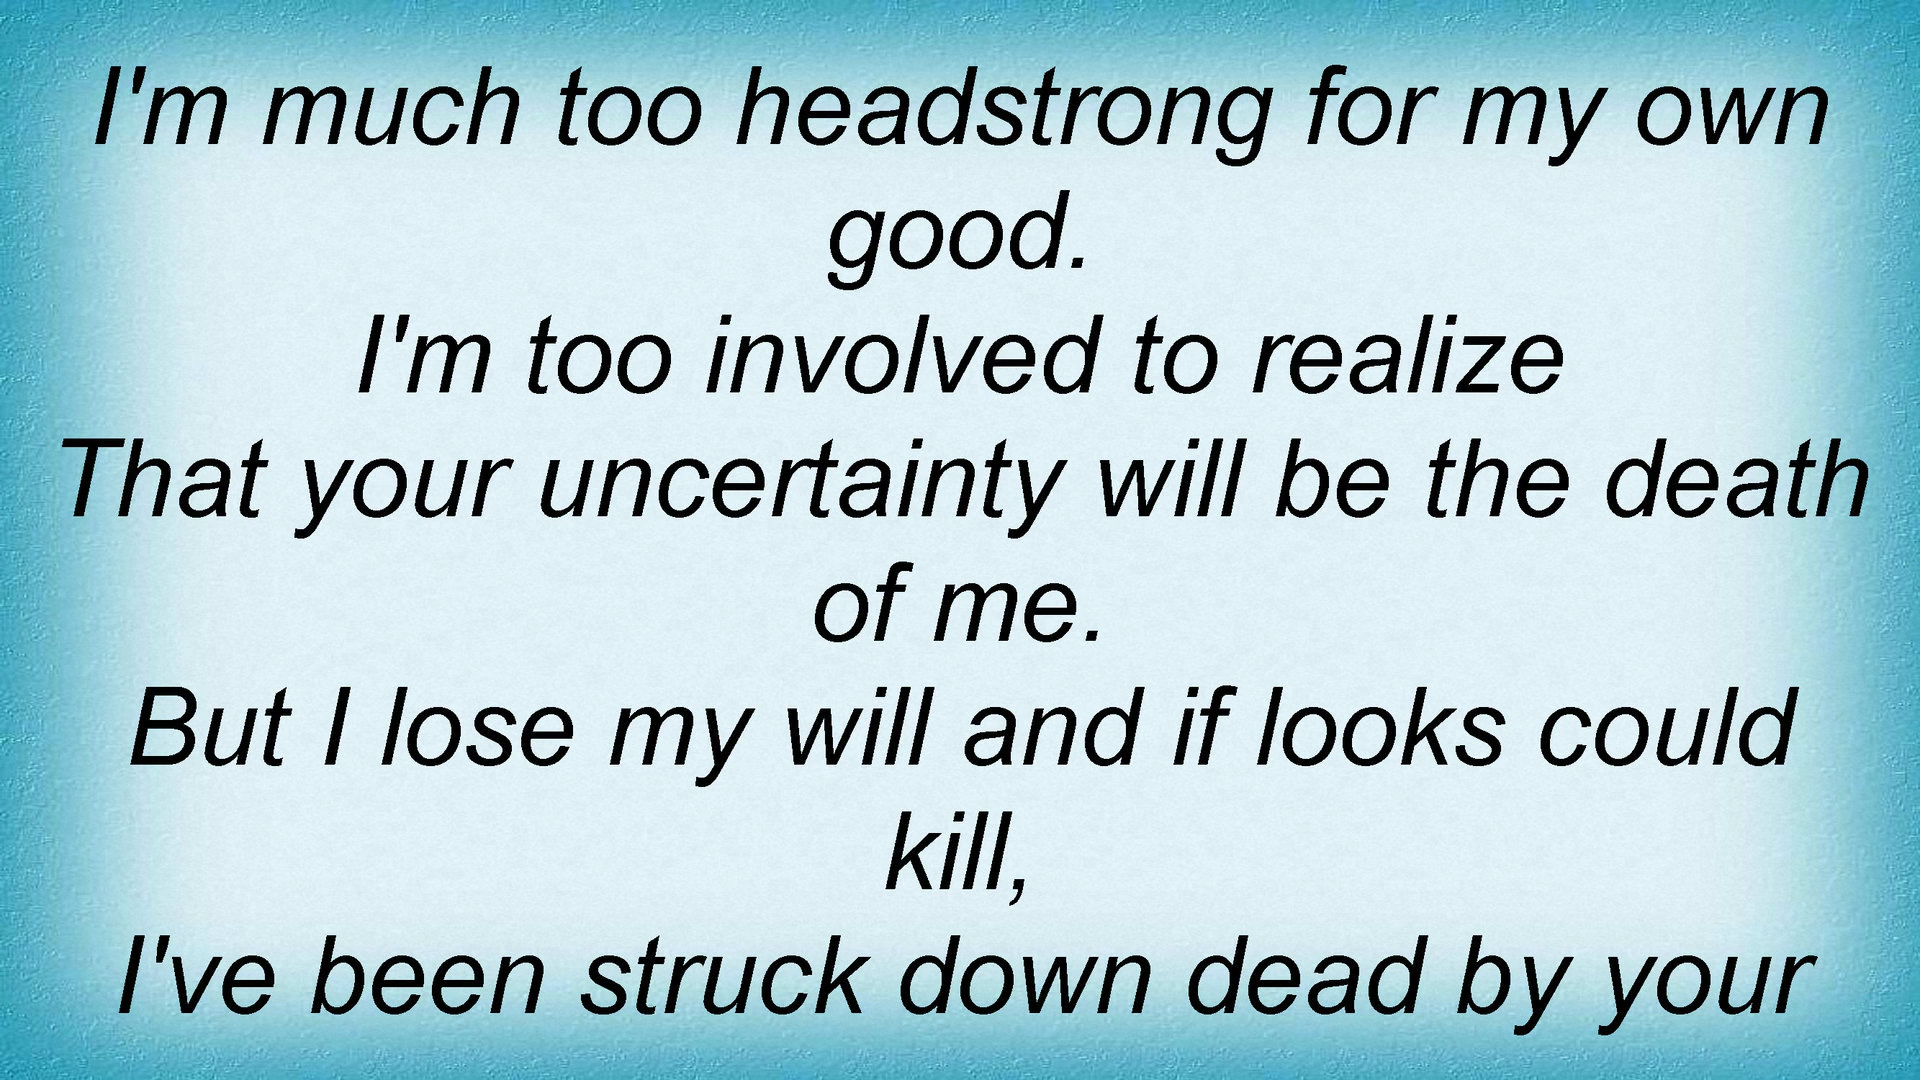 I'm much too headstrong for my own
good.
I'm too involved to realize
That your uncertainty will be the death
of me.
But I lose my will and if looks could
kill,
I've been struck down dead by your